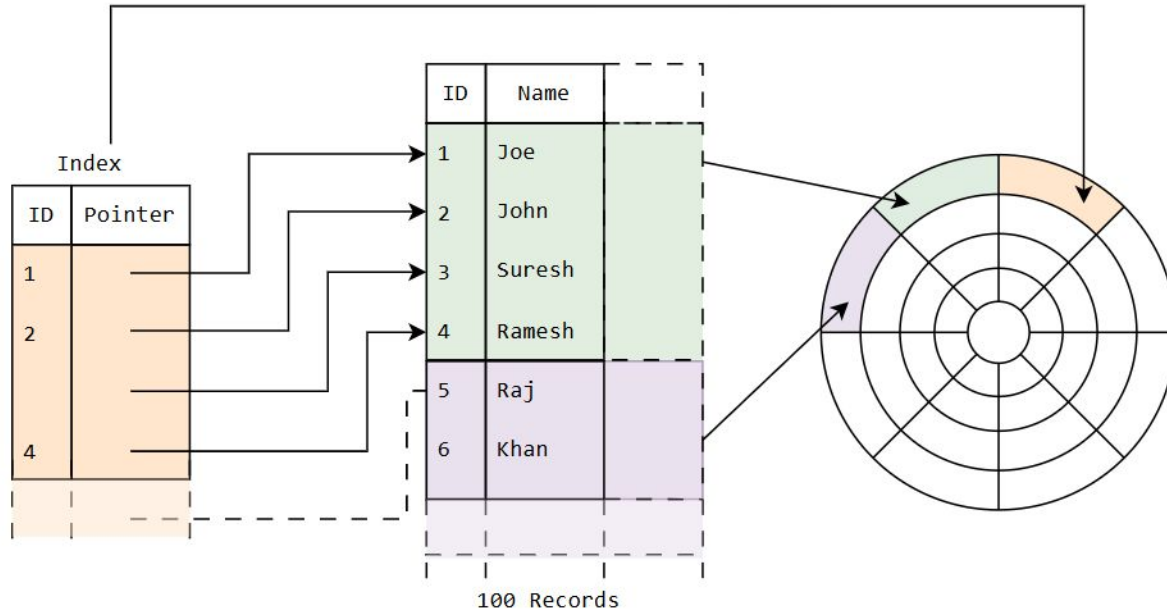 Index
ID Pointer
1
2
4
ID Name
1 Joe
2 John
3 Suresh
4 Ramesh
5 Raj
6 Khan
100 Records